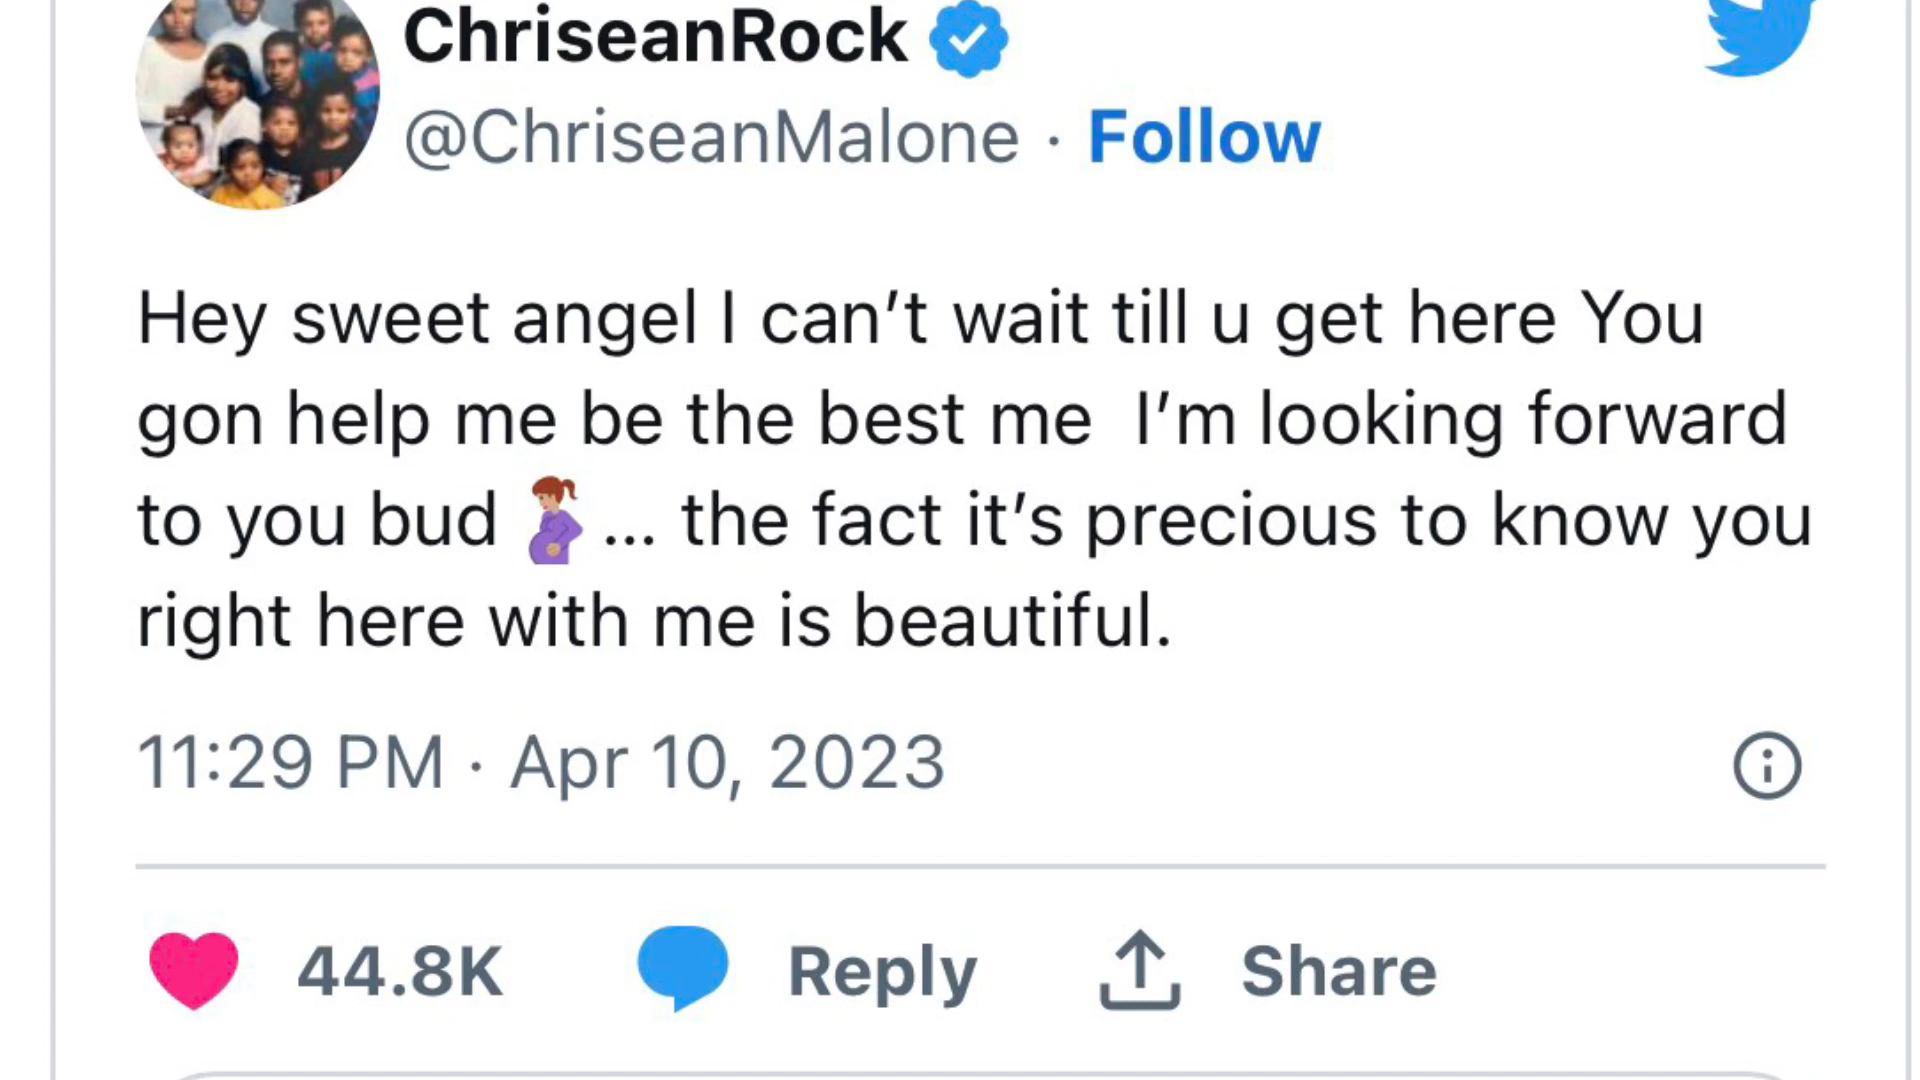 ChriseanRock
@ChriseanMalone · Follow
Hey sweet angel I can’t wait till u get here You
gon help me be the best me  I’m looking forward
to you bud 🤰🏽... the fact it’s precious to know you
right here with me is beautiful.
11:29 PM · Apr 10, 2023
44.8K Reply Share